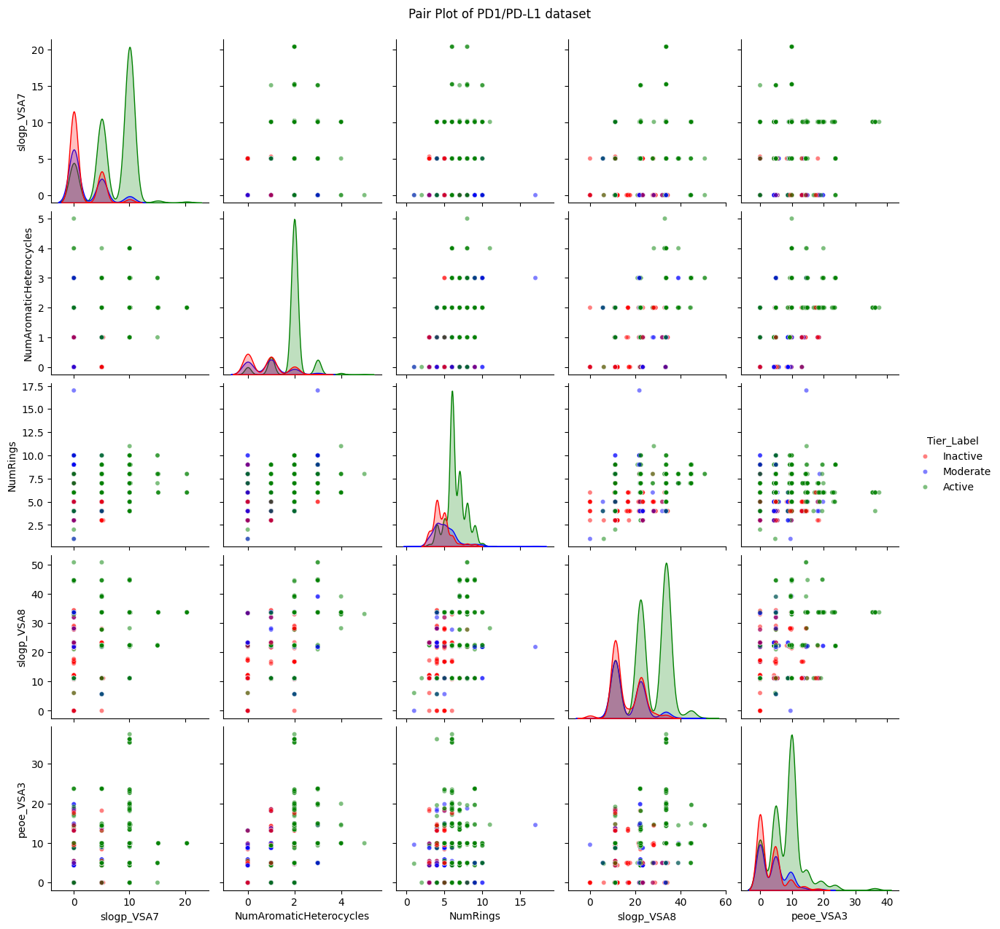 Pair Plot of PD1/PD-L1 dataset
20
15
10
5
0
slogp_VSA7
5
4
3
2
1
0
NumAromaticHeterocycles
17.5
15.0
12.5
10.0
7.5
5.0
2.5
NumRings
Tier_Label
Inactive
Moderate
Active
50
40
30
20
10
0
slogp_VSA8
30
20
10
0
peoe_VSA3
0 10 20
slogp_VSA7
0 2 4
NumAromaticHeterocycles
0 5 10 15
NumRings
0 20 40 60
slogp_VSA8
0 10 20 30 40
peoe_VSA3